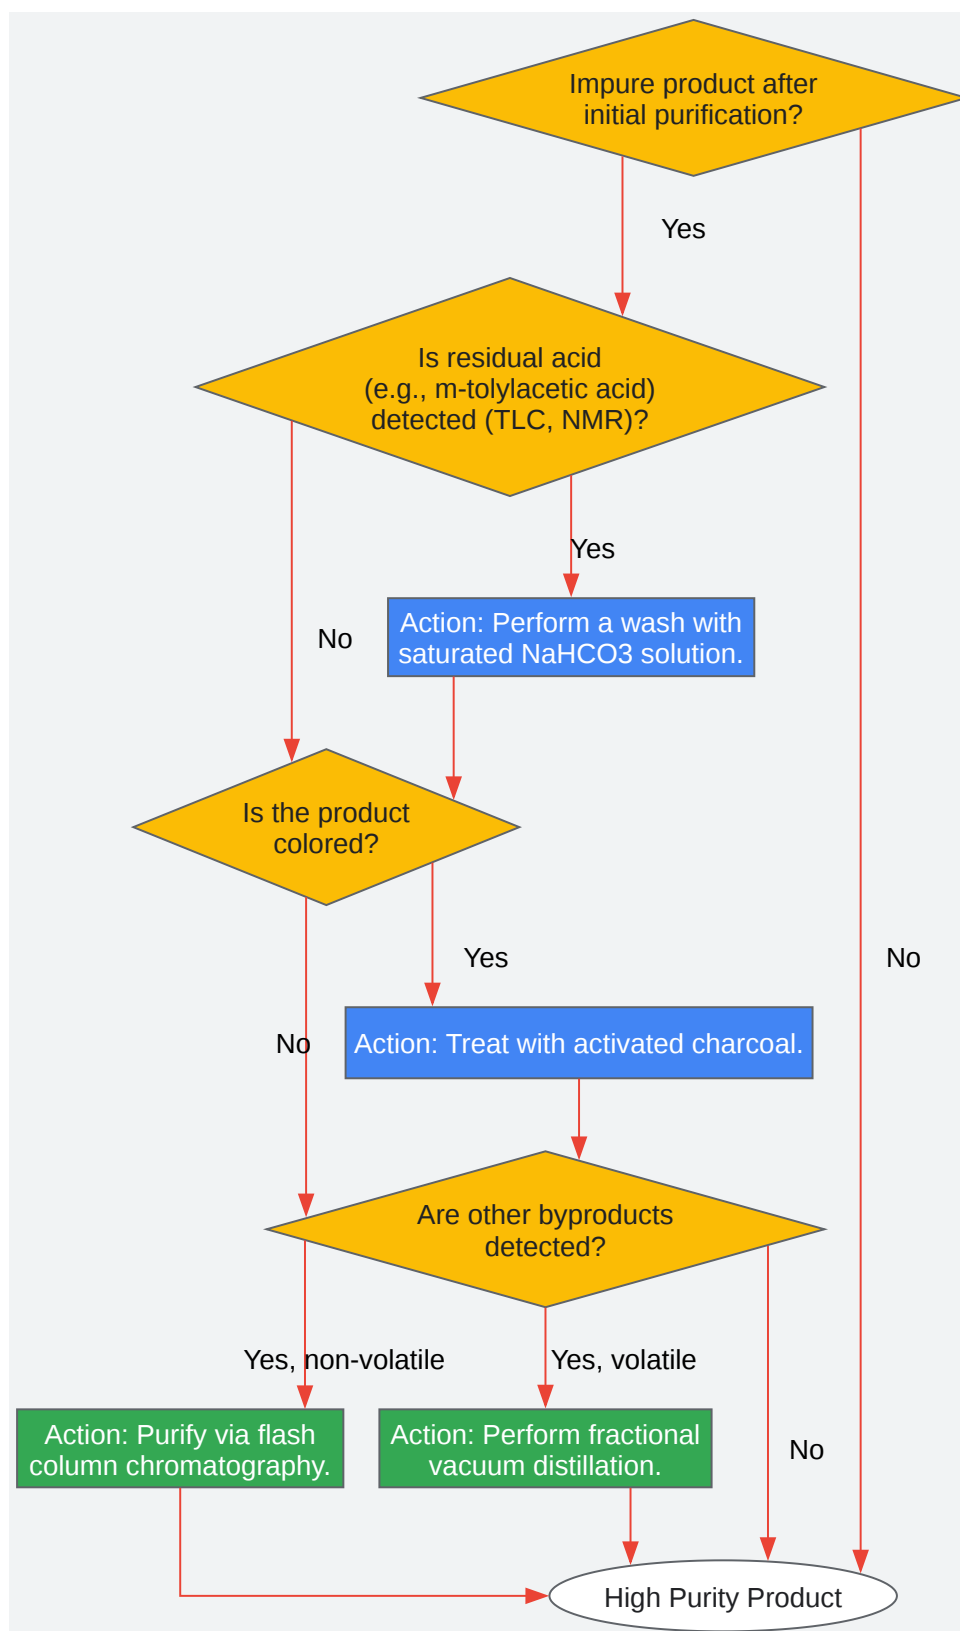 Impure product after
initial purification?
Yes
Is residual acid
(e.g., m-tolylacetic acid)
detected (TLC, NMR)?
Yes
Action: Perform a wash with
saturated NaHCO3 solution.
No
Is the product
colored?
Yes
No
No
Action: Treat with activated charcoal.
Are other byproducts
detected?
Yes, non-volatile
Yes, volatile
Action: Purify via flash
column chromatography.
Action: Perform fractional
vacuum distillation.
No
High Purity Product